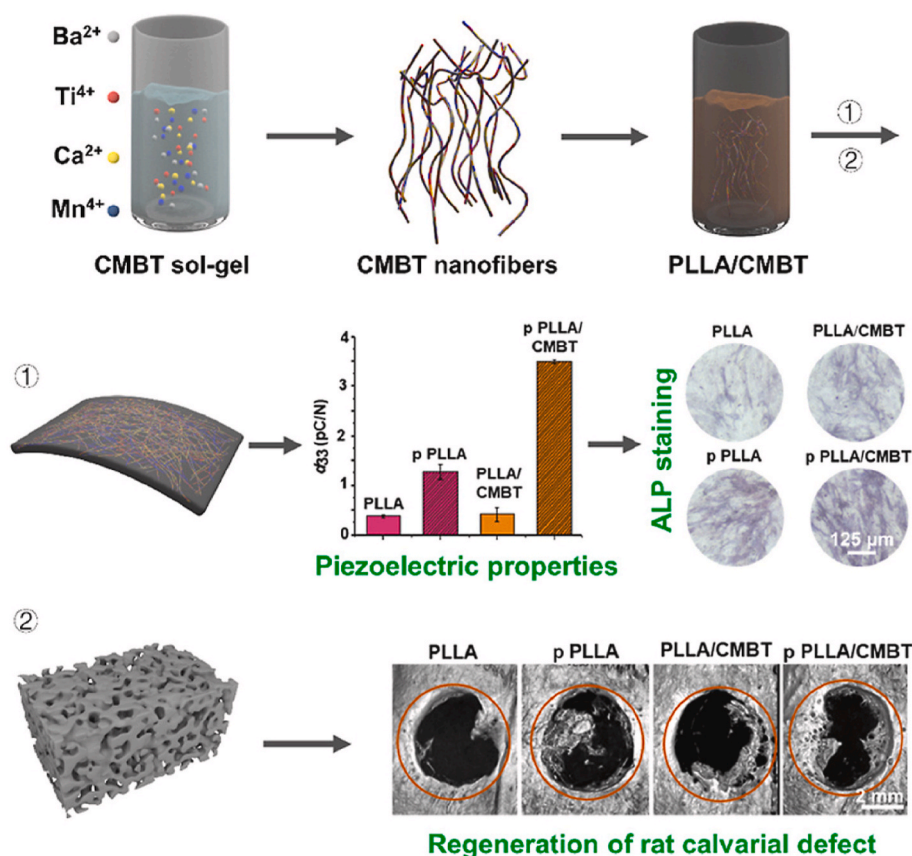 Ba²⁺
Ti⁴⁺
Ca²⁺
Mn⁴⁺
①
②
CMBT sol-gel
CMBT nanofibers
PLLA/CMBT
①
d33 (pC/N)
4
3
2
1
0
PLLA
p PLLA
PLLA/
CMBT
p PLLA/
CMBT
Piezoelectric properties
ALP staining
PLLA
PLLA/CMBT
p PLLA
p PLLA/CMBT
125 µm
②
PLLA
p PLLA
PLLA/CMBT
p PLLA/CMBT
2 mm
Regeneration of rat calvarial defect